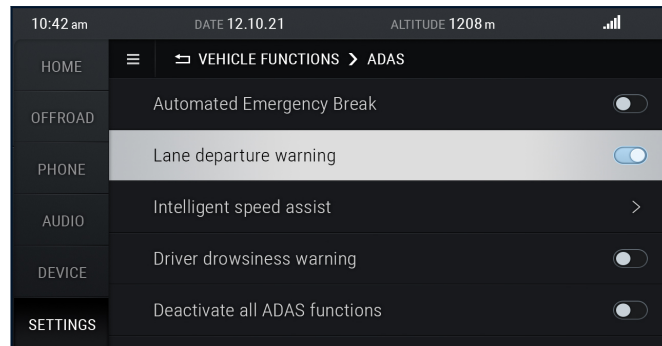 10:42 am DATE 12.10.21 ALTITUDE 1208 m
HOME
OFFROAD
PHONE
AUDIO
DEVICE
SETTINGS
VEHICLE FUNCTIONS > ADAS
Automated Emergency Break
Lane departure warning
Intelligent speed assist >
Driver drowsiness warning
Deactivate all ADAS functions